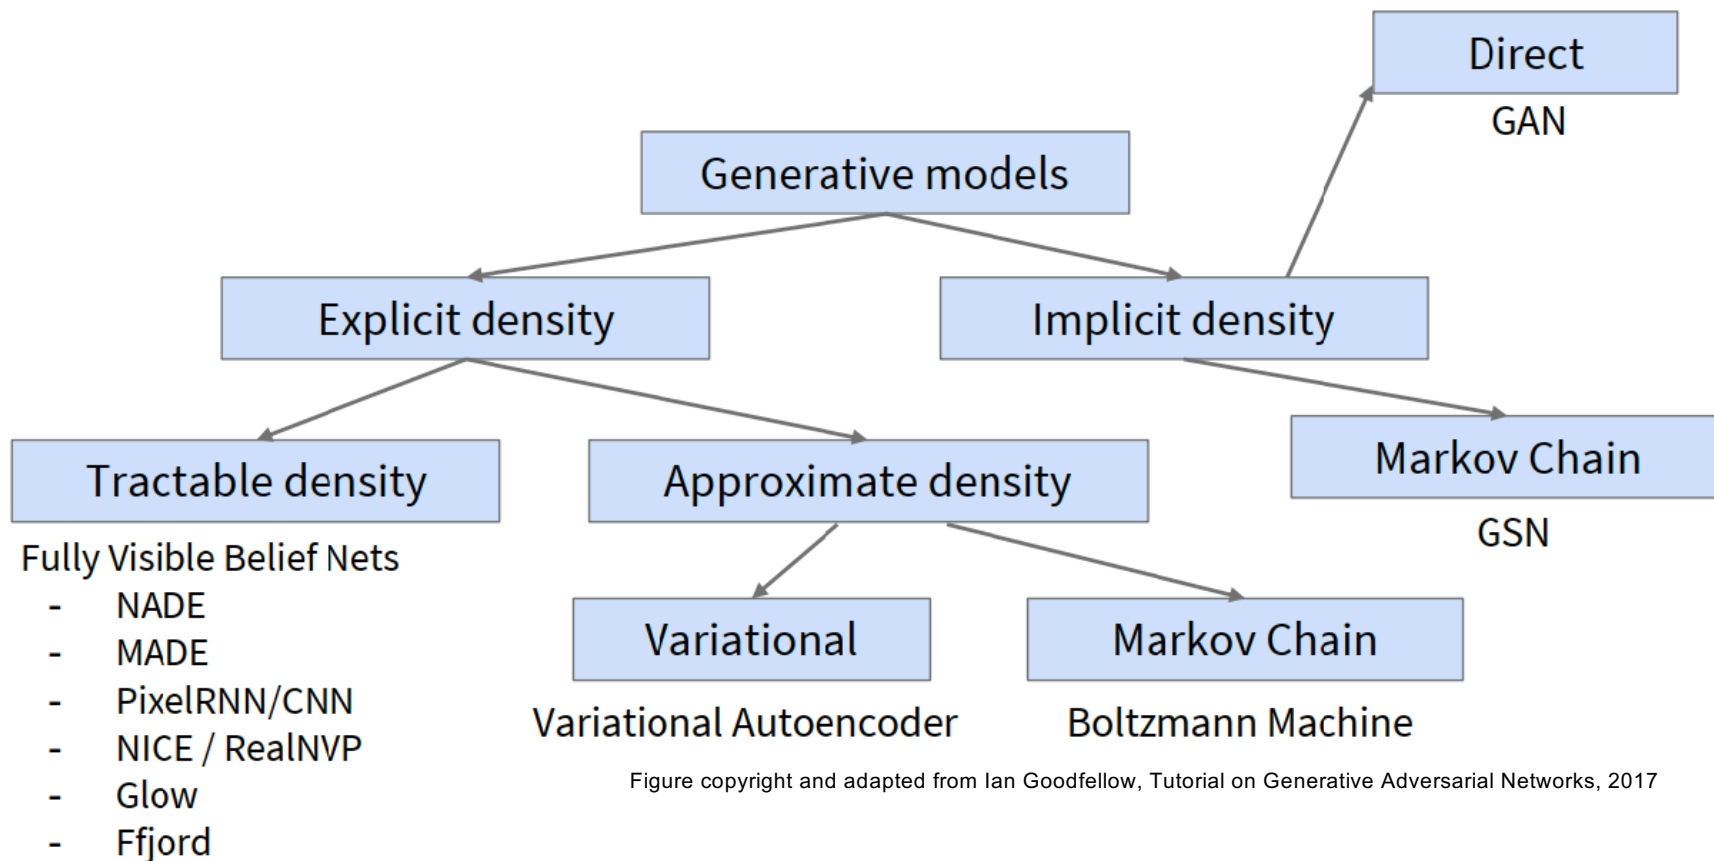 Direct
GAN
Generative models
Explicit density
Implicit density
Tractable density
Approximate density
Markov Chain
GSN
Fully Visible Belief Nets
- NADE
- MADE
- PixelRNN/CNN
- NICE / RealNVP
- Glow
- Ffjord
Variational
Markov Chain
Variational Autoencoder
Boltzmann Machine
Figure copyright and adapted from Ian Goodfellow, Tutorial on Generative Adversarial Networks, 2017